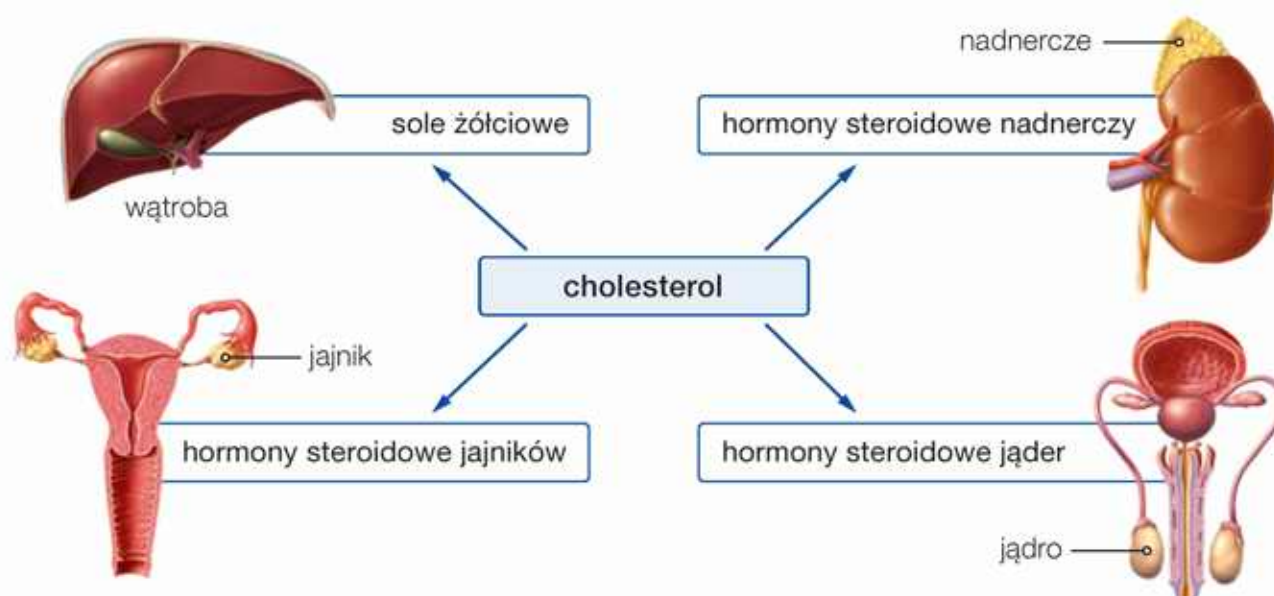 nadnercze
sole żółciowe
hormony steroidowe nadnerczy
wątroba
cholesterol
jajnik
hormony steroidowe jajników
hormony steroidowe jąder
jądro